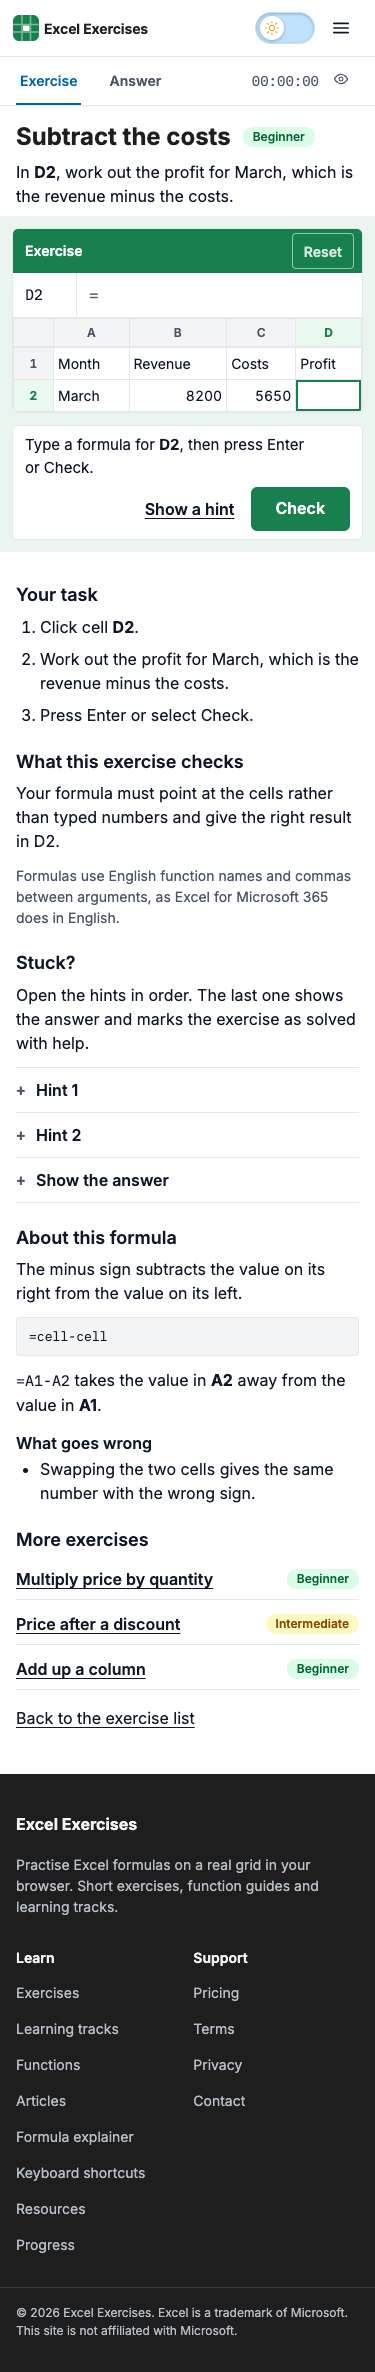 Excel Exercises
Exercise Answer 00:00:00
Subtract the costs Beginner
In D2, work out the profit for March, which is
the revenue minus the costs.
Exercise Reset
D2 =
A B C D
1 Month Revenue Costs Profit
2 March 8200 5650
Type a formula for D2, then press Enter
or Check.
Show a hint Check
Your task
1. Click cell D2.
2. Work out the profit for March, which is the
revenue minus the costs.
3. Press Enter or select Check.
What this exercise checks
Your formula must point at the cells rather
than typed numbers and give the right result
in D2.
Formulas use English function names and commas
between arguments, as Excel for Microsoft 365
does in English.
Stuck?
Open the hints in order. The last one shows
the answer and marks the exercise as solved
with help.
+ Hint 1
+ Hint 2
+ Show the answer
About this formula
The minus sign subtracts the value on its
right from the value on its left.
=cell-cell
=A1-A2 takes the value in A2 away from the
value in A1.
What goes wrong
• Swapping the two cells gives the same
number with the wrong sign.
More exercises
Multiply price by quantity Beginner
Price after a discount Intermediate
Add up a column Beginner
Back to the exercise list
Excel Exercises
Practise Excel formulas on a real grid in your
browser. Short exercises, function guides and
learning tracks.
Learn Support
Exercises Pricing
Learning tracks Terms
Functions Privacy
Articles Contact
Formula explainer
Keyboard shortcuts
Resources
Progress
© 2026 Excel Exercises. Excel is a trademark of Microsoft.
This site is not affiliated with Microsoft.